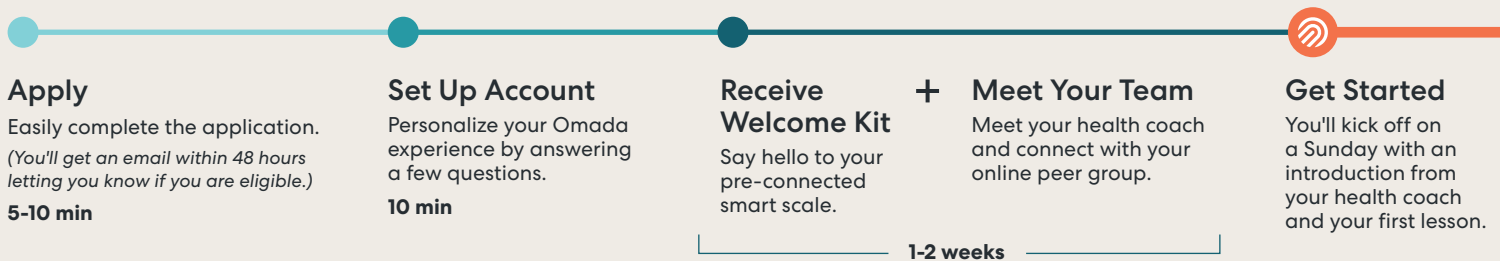 Apply
Easily complete the application.
(You'll get an email within 48 hours
letting you know if you are eligible.)
5-10 min
Set Up Account
Personalize your Omada
experience by answering
a few questions.
10 min
Receive
Welcome Kit
Say hello to your
pre-connected
smart scale.
+
Meet Your Team
Meet your health coach
and connect with your
online peer group.
1-2 weeks
Get Started
You'll kick off on
a Sunday with an
introduction from
your health coach
and your first lesson.